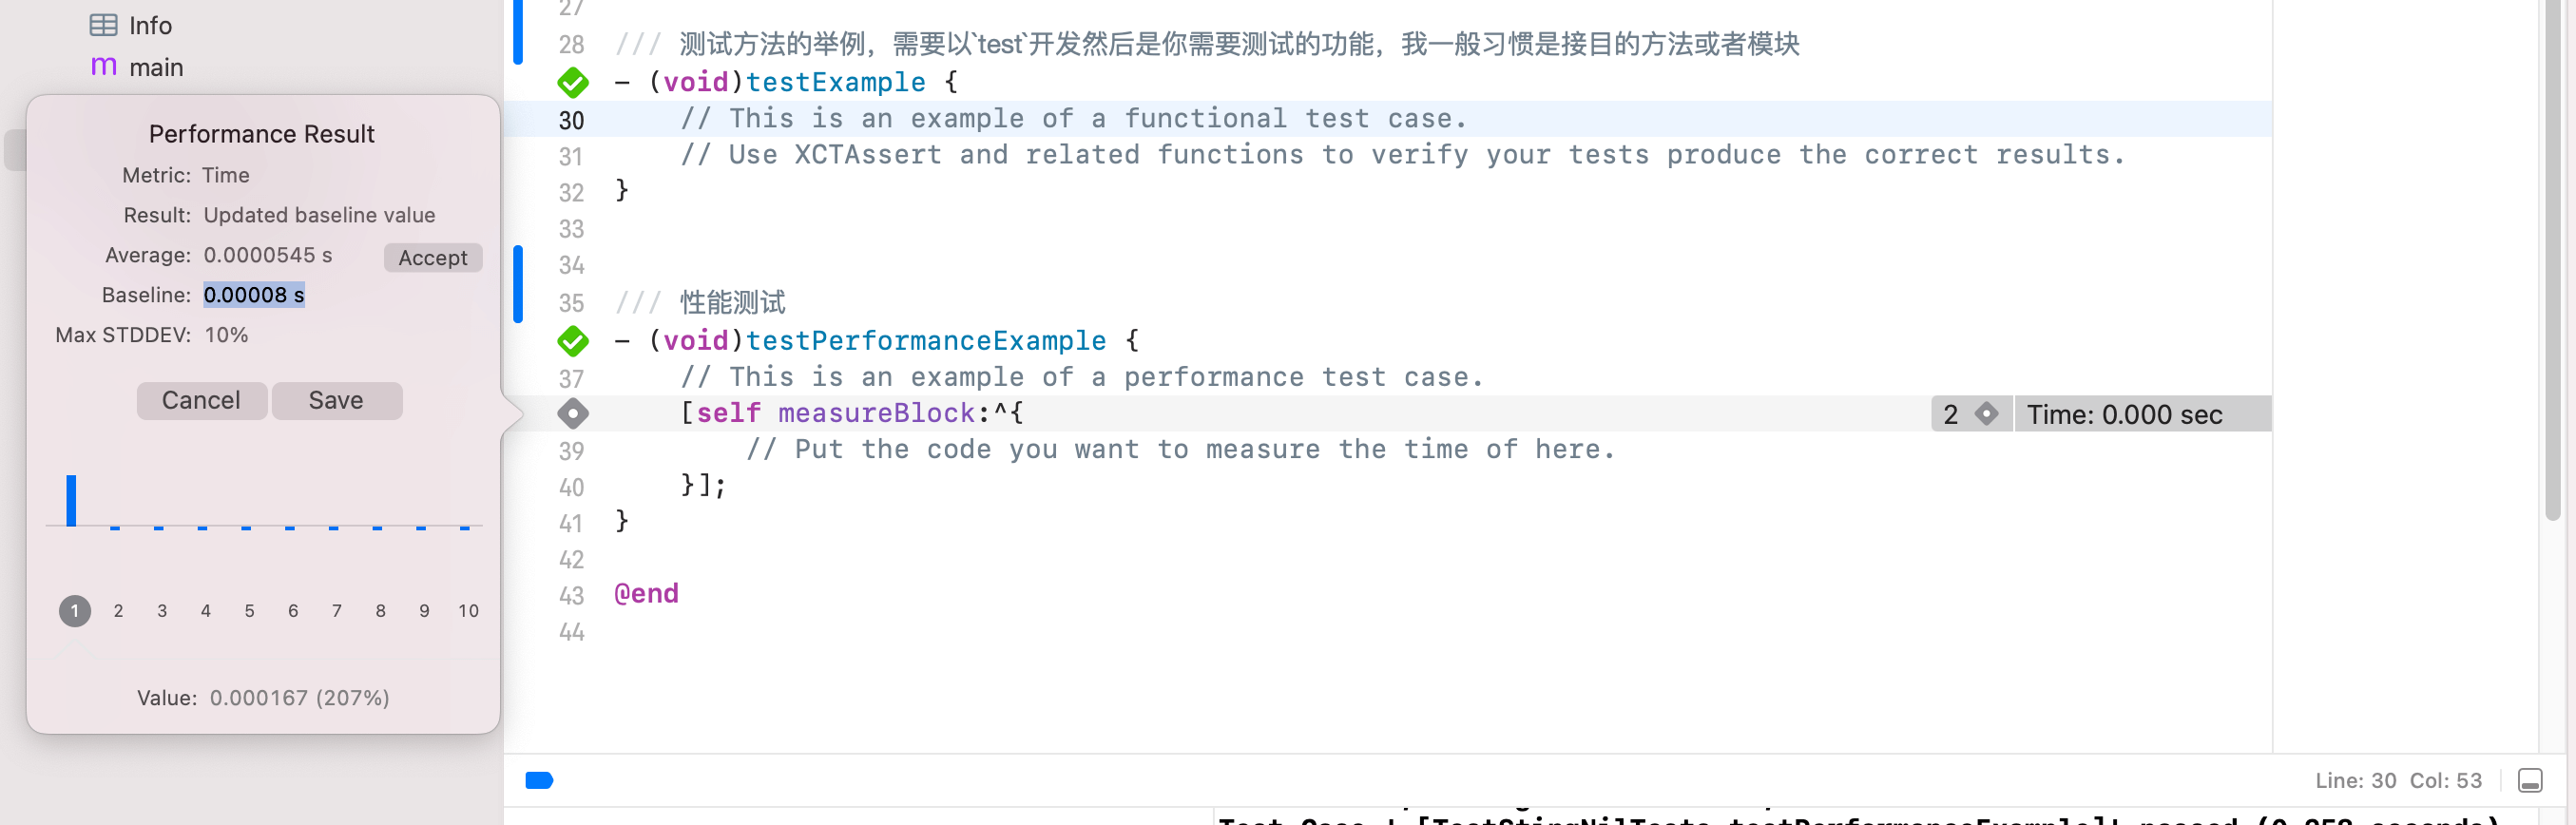 Info
main
Performance Result
Metric: Time
Result: Updated baseline value
Average: 0.0000545 s Accept
Baseline: 0.00008 s
Max STDDEV: 10%
Cancel Save
1 2 3 4 5 6 7 8 9 10
Value: 0.000167 (207%)
27
28 /// 测试方法的举例，需要以`test`开发然后是你需要测试的功能，我一般习惯是接目的方法或者模块
- (void)testExample {
30 // This is an example of a functional test case.
31 // Use XCTAssert and related functions to verify your tests produce the correct results.
32 }
33
34
35 /// 性能测试
- (void)testPerformanceExample {
37 // This is an example of a performance test case.
[self measureBlock:^{ 2 Time: 0.000 sec
39 // Put the code you want to measure the time of here.
40 }];
41 }
42
43 @end
44
Line: 30 Col: 53